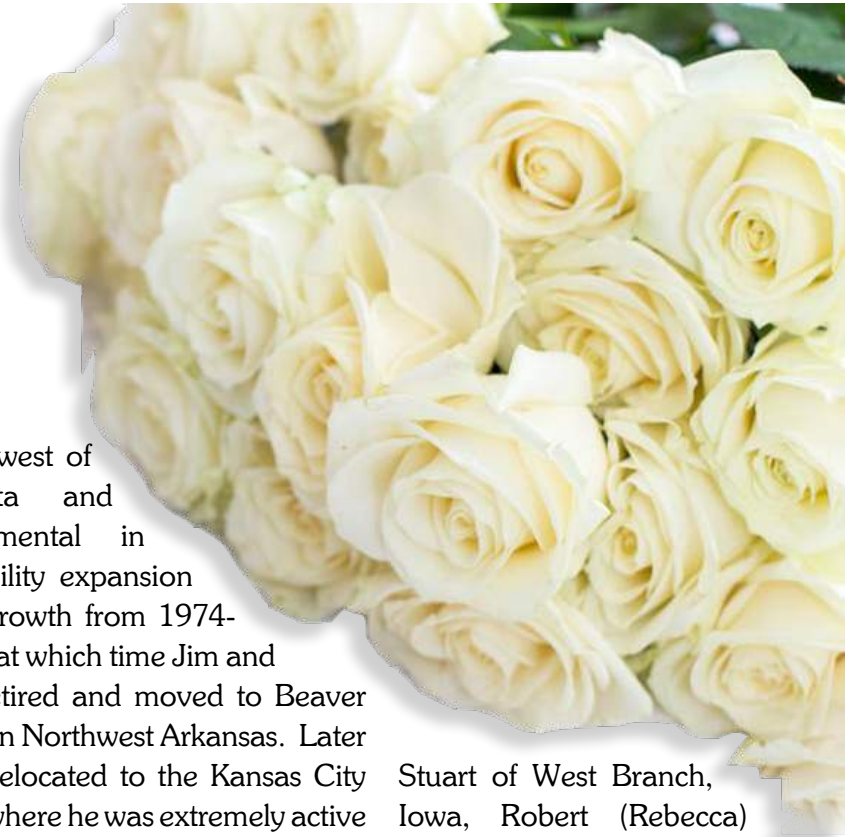 west of
ta and
mental in
ility expansion
rowth from 1974-
at which time Jim and
tired and moved to Beaver
n Northwest Arkansas. Later
elocated to the Kansas City
where he was extremely active
Stuart of West Branch,
Iowa, Robert (Rebecca)